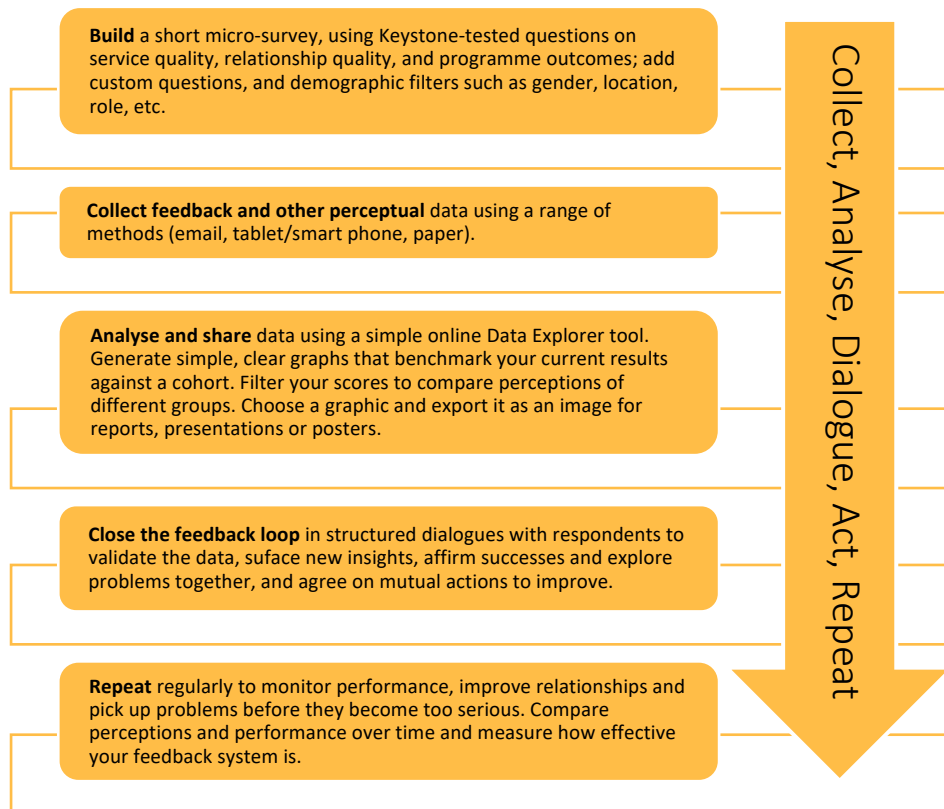 Build a short micro-survey, using Keystone-tested questions on
service quality, relationship quality, and programme outcomes; add
custom questions, and demographic filters such as gender, location,
role, etc.
Collect feedback and other perceptual data using a range of
methods (email, tablet/smart phone, paper).
Analyse and share data using a simple online Data Explorer tool.
Generate simple, clear graphs that benchmark your current results
against a cohort. Filter your scores to compare perceptions of
different groups. Choose a graphic and export it as an image for
reports, presentations or posters.
Close the feedback loop in structured dialogues with respondents to
validate the data, suface new insights, affirm successes and explore
problems together, and agree on mutual actions to improve.
Repeat regularly to monitor performance, improve relationships and
pick up problems before they become too serious. Compare
perceptions and performance over time and measure how effective
your feedback system is.
Collect, Analyse, Dialogue, Act, Repeat